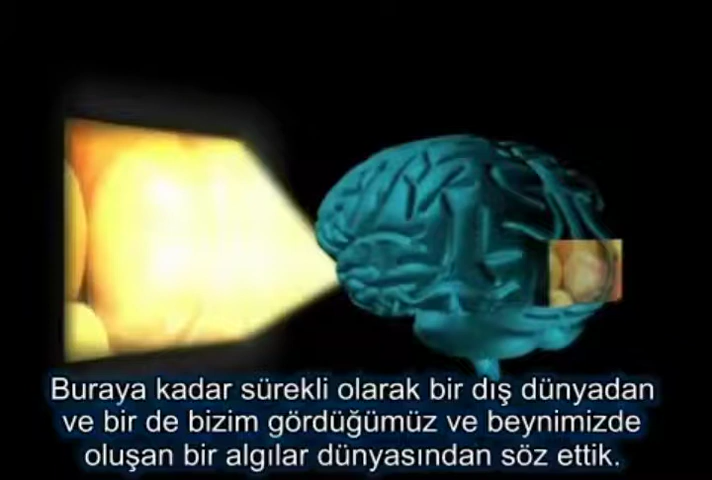 Buraya kadar sürekli olarak bir dış dünyadan
ve bir de bizim gördüğümüz ve beynimizde
oluşan bir algılar dünyasından söz ettik.